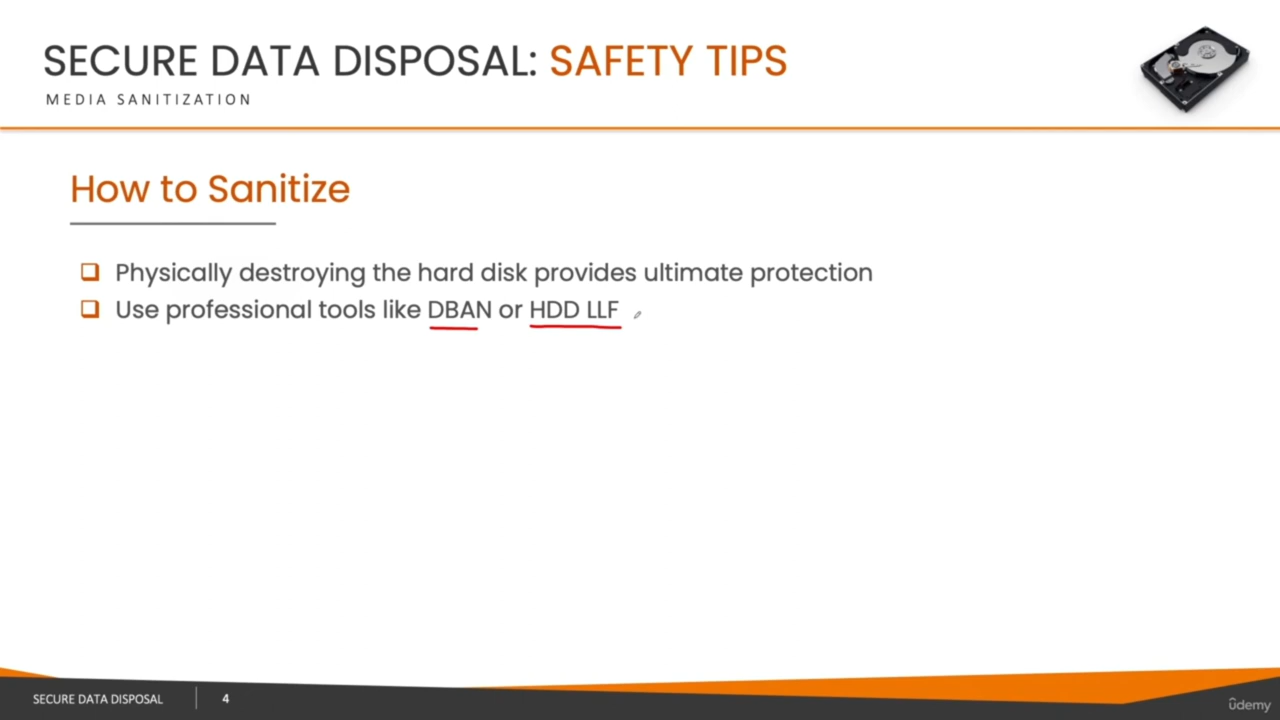 SECURE DATA DISPOSAL: SAFETY TIPS
MEDIA SANITIZATION
How to Sanitize
Physically destroying the hard disk provides ultimate protection
Use professional tools like DBAN or HDD LLF
SECURE DATA DISPOSAL 4
ûdemy